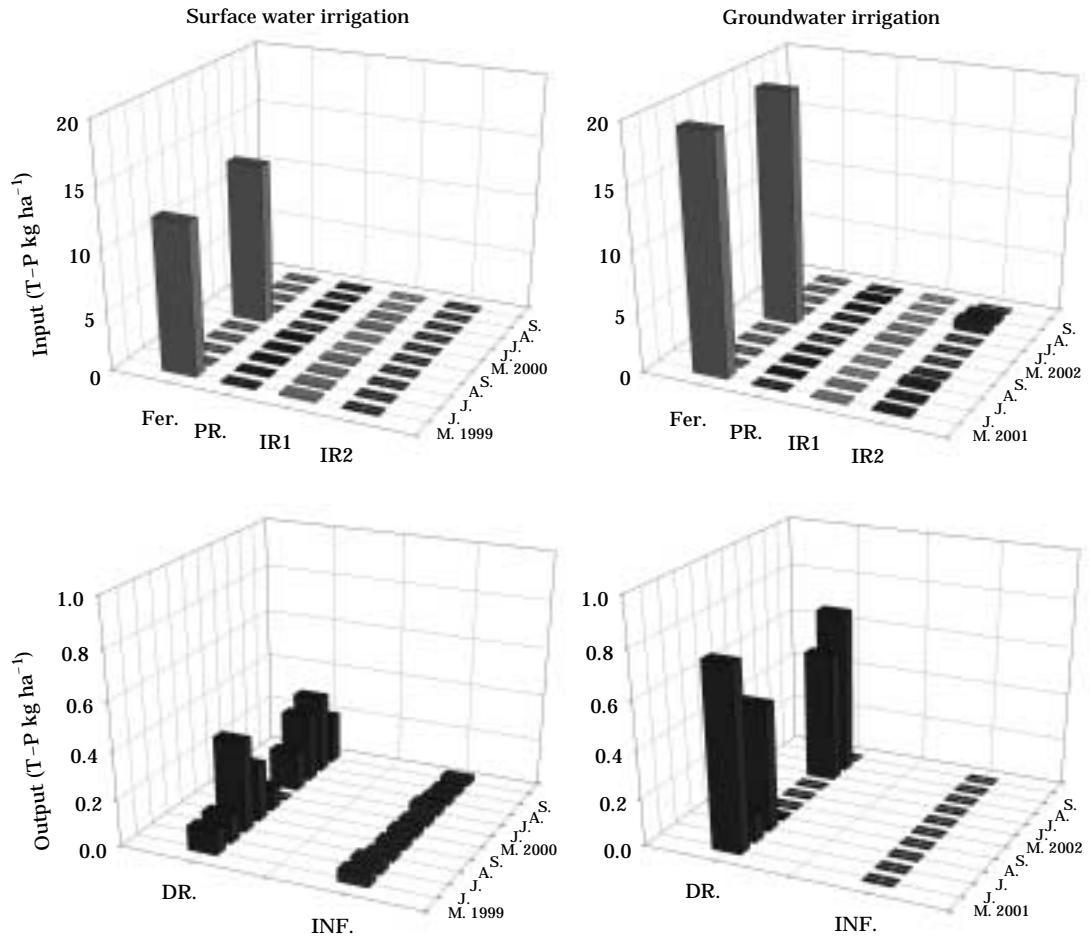 Surface water irrigation
Groundwater irrigation
Input (T-P kg ha⁻¹)
20
15
10
5
0
Fer.
PR.
IR1
IR2
M. 1999
J.
J.
A.
S.
M. 2000
J.
J.
A.
S.
20
15
10
5
0
Fer.
PR.
IR1
IR2
M. 2001
J.
J.
A.
S.
M. 2002
J.
J.
A.
S.
Output (T-P kg ha⁻¹)
1.0
0.8
0.6
0.4
0.2
0.0
DR.
INF.
M. 1999
J.
J.
A.
S.
M. 2000
J.
J.
A.
S.
1.0
0.8
0.6
0.4
0.2
0.0
DR.
INF.
M. 2001
J.
J.
A.
S.
M. 2002
J.
J.
A.
S.